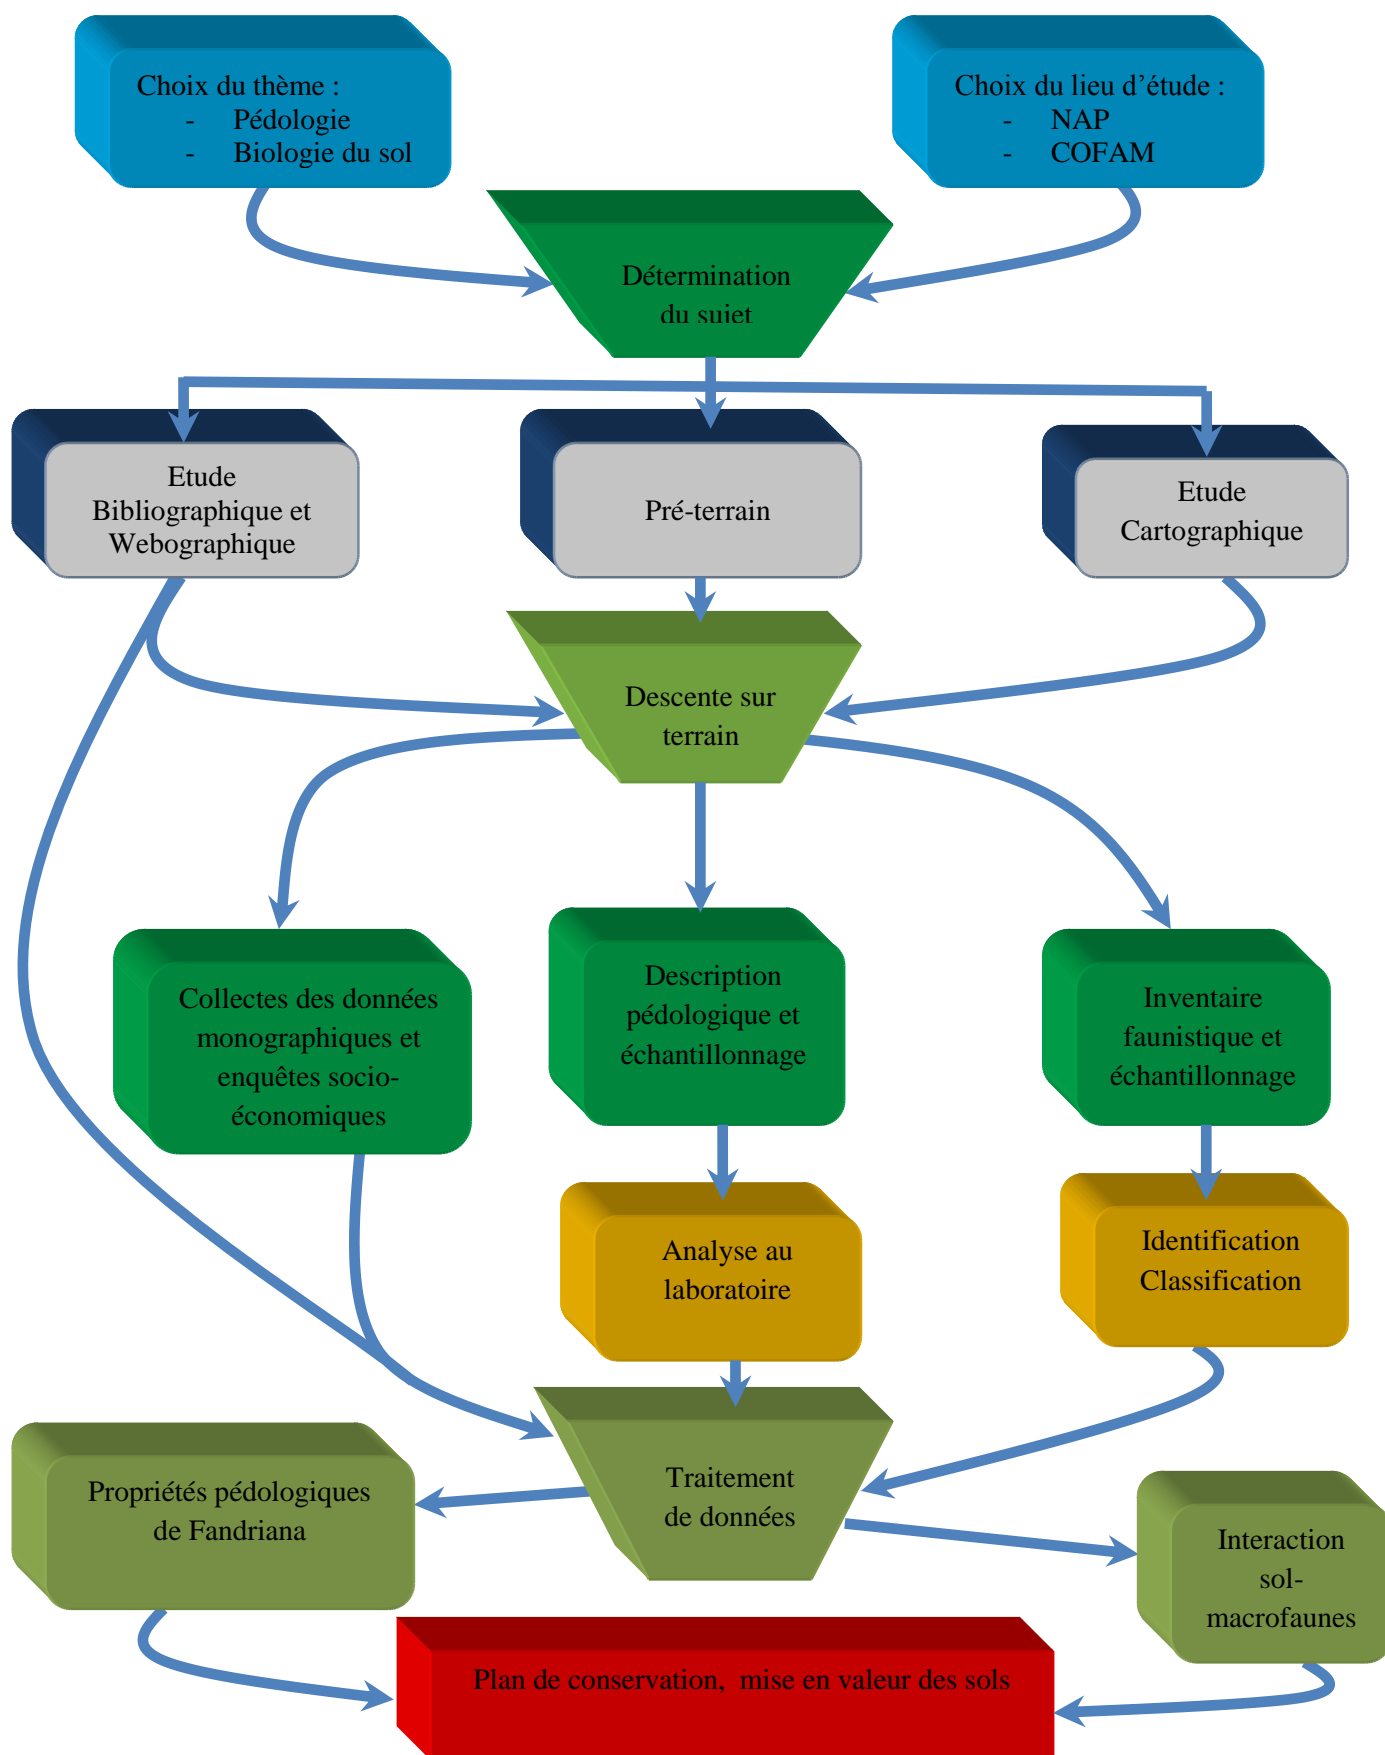 Choix du thème :
- Pédologie
- Biologie du sol
Choix du lieu d’étude :
- NAP
- COFAM
Détermination
du sujet
Etude
Bibliographique et
Webographique
Pré-terrain
Etude
Cartographique
Descente sur
terrain
Collectes des données
monographiques et
enquêtes socio-
économiques
Description
pédologique et
échantillonnage
Inventaire
faunistique et
échantillonnage
Analyse au
laboratoire
Identification
Classification
Traitement
de données
Propriétés pédologiques
de Fandriana
Interaction
sol-
macrofaunes
Plan de conservation, mise en valeur des sols